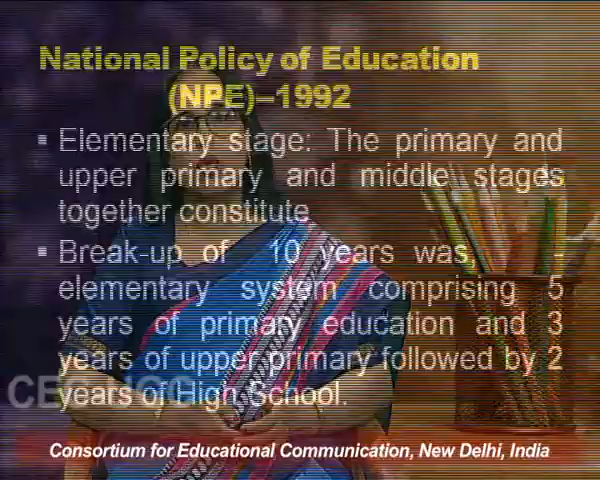 National Policy of Education
(NPE)–1992
▪ Elementary stage: The primary and
upper primary and middle stages
together constitute
▪ Break-up of 10 years was, -
elementary system comprising 5
years of primary education and 3
years of upper primary followed by 2
years of High School.
Consortium for Educational Communication, New Delhi, India